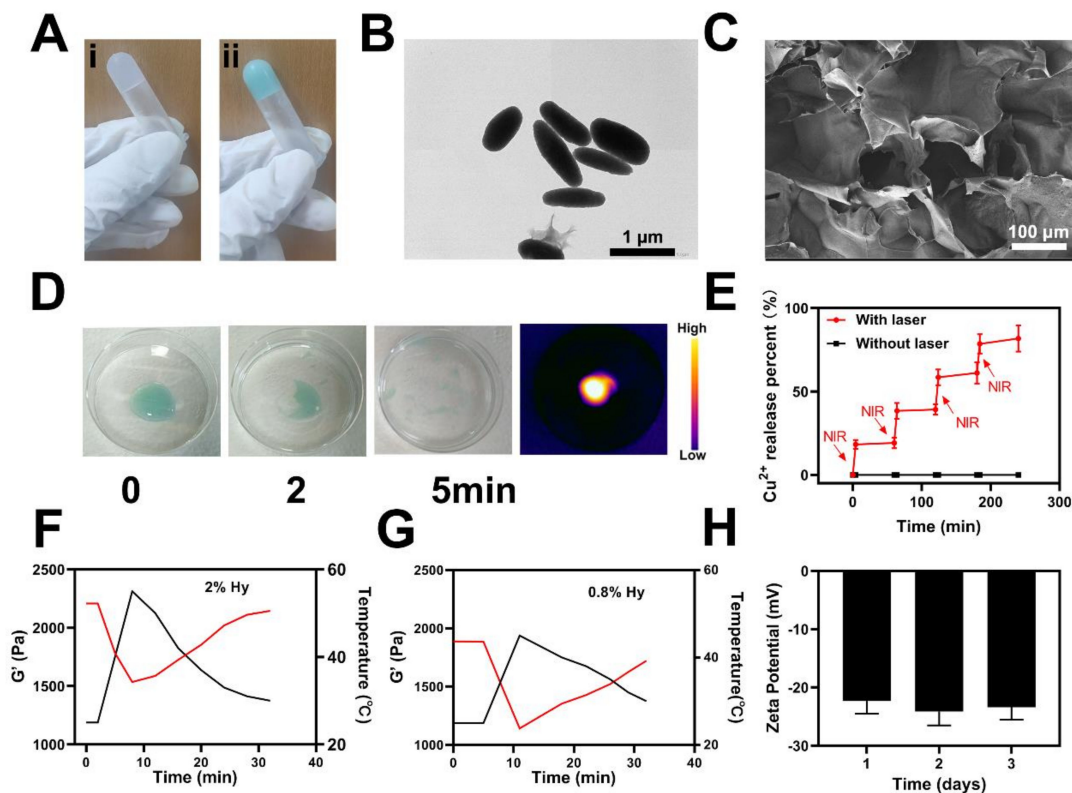 A
i
ii
B
1 µm
C
100 µm
D
0
2
5min
High
Low
E
Cu2+ realease percent (%)
100
50
0
With laser
Without laser
NIR
NIR
NIR
NIR
0
100
200
300
Time (min)
F
2500
2000
1500
1000
G' (Pa)
2% Hy
60
40
20
Temperature (°C)
0
10
20
30
40
Time (min)
G
2500
2000
1500
1000
G' (Pa)
0.8% Hy
60
40
20
Temperature(°C)
0
10
20
30
40
Time (min)
H
0
-10
-20
-30
Zeta Potential (mV)
1
2
3
Time (days)